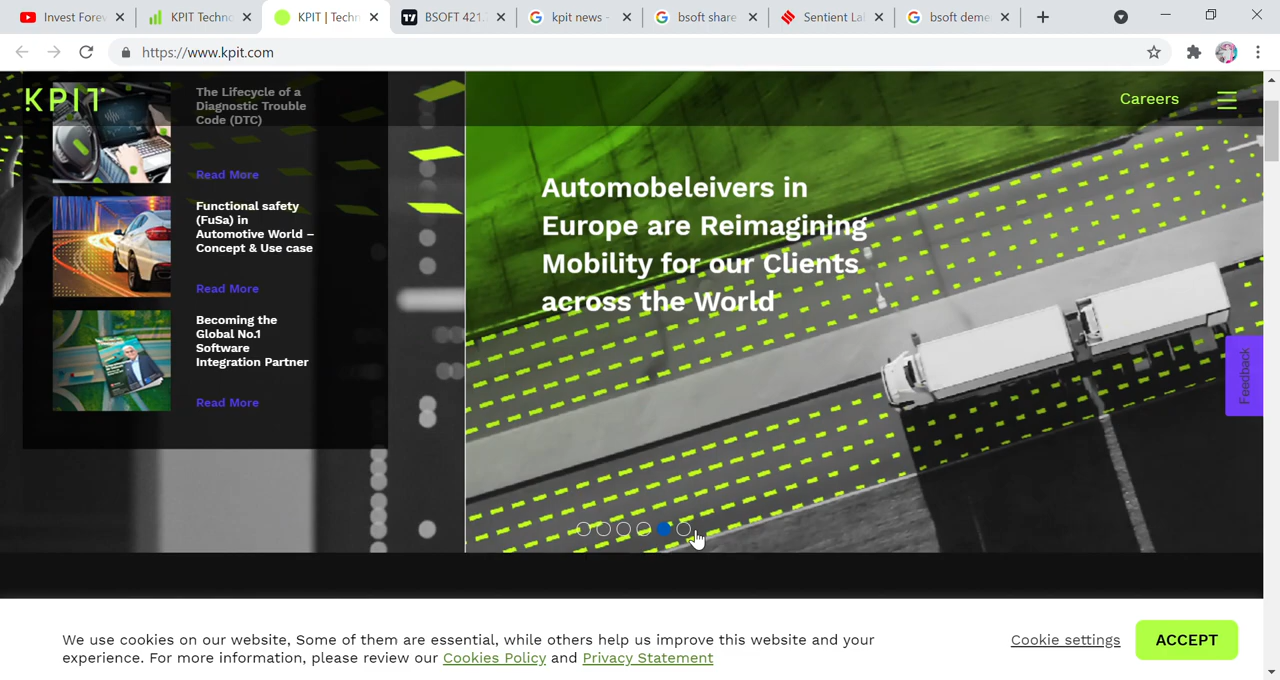 Invest Forev
KPIT Techno
KPIT | Techn
BSOFT 421.
kpit news -
bsoft share
Sentient La
bsoft deme
https://www.kpit.com
KPIT
Careers
The Lifecycle of a
Diagnostic Trouble
Code (DTC)
Read More
Functional safety
(FuSa) in
Automotive World –
Concept & Use case
Read More
Becoming the
Global No.1
Software
Integration Partner
Read More
Automobeleivers in
Europe are Reimagining
Mobility for our Clients
across the World
Feedback
We use cookies on our website, Some of them are essential, while others help us improve this website and your
experience. For more information, please review our Cookies Policy and Privacy Statement
Cookie settings
ACCEPT